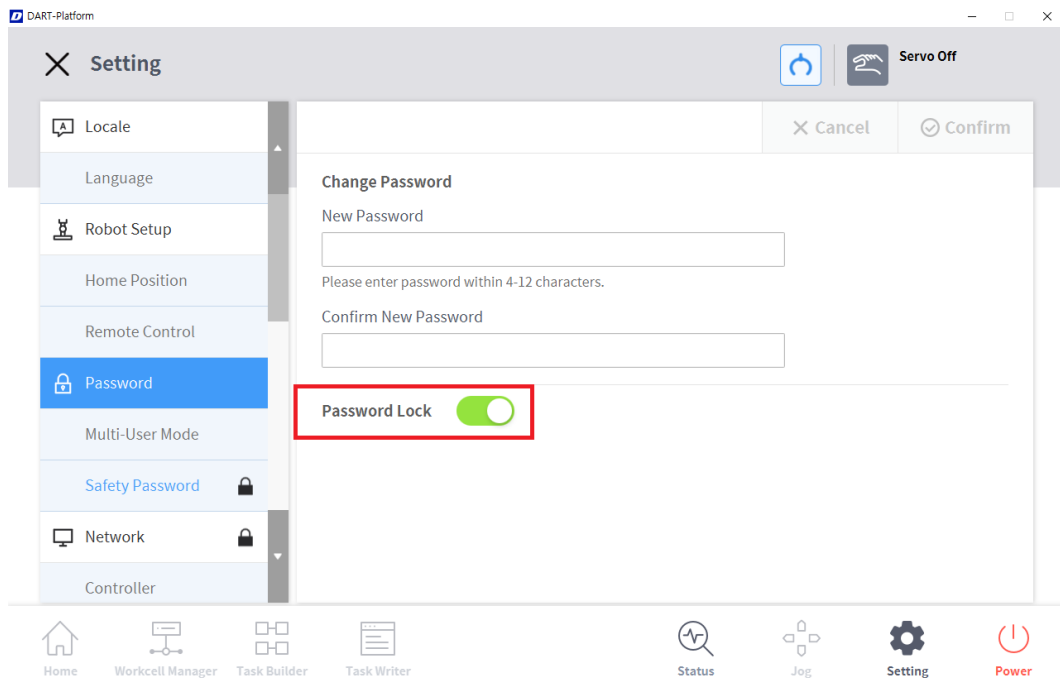 DART-Platform
Setting
Servo Off
Locale
Language
Robot Setup
Home Position
Remote Control
Password
Multi-User Mode
Safety Password
Network
Controller
Cancel
Confirm
Change Password
New Password
Please enter password within 4-12 characters.
Confirm New Password
Password Lock
Home
Workcell Manager
Task Builder
Task Writer
Status
Jog
Setting
Power